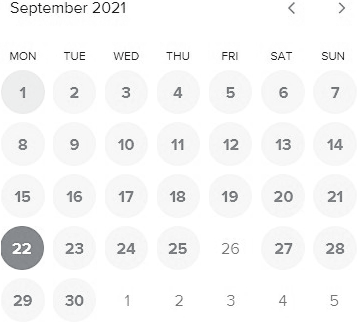 September 2021
MON TUE WED THU FRI SAT SUN
1 2 3 4 5 6 7
8 9 10 11 12 13 14
15 16 17 18 19 20 21
22 23 24 25 26 27 28
29 30 1 2 3 4 5